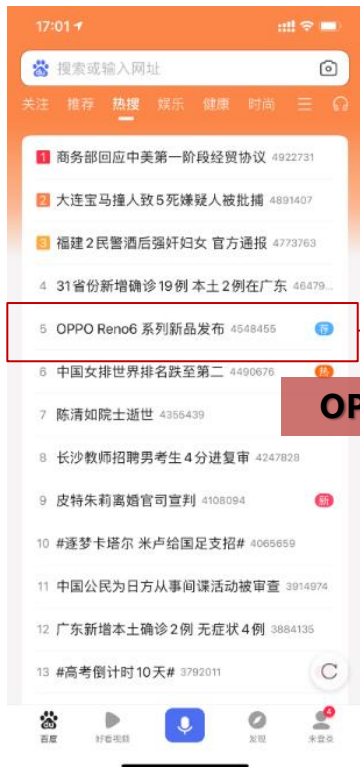 17:01
搜索或输入网址
关注 推荐 热搜 娱乐 健康 时尚
1 商务部回应中美第一阶段经贸协议 4922731
2 大连宝马撞人致5死嫌疑人被批捕 4891407
3 福建2民警酒后强奸妇女 官方通报 4773763
4 31省份新增确诊19例 本土2例在广东 46479...
5 OPPO Reno6 系列新品发布 4548455 荐
6 中国女排世界排名跌至第二 4490676 热
OP
7 陈清如院士逝世 4356439
8 长沙教师招聘男考生4分进复审 4247828
9 皮特朱莉离婚官司宣判 4108094 新
10 #逐梦卡塔尔 米卢给国足支招# 4065659
11 中国公民为日方从事间谍活动被审查 3914974
12 广东新增本土确诊2例 无症状4例 3884135
13 #高考倒计时10天# 3792011
4
百度 好看视频 发现 未登录